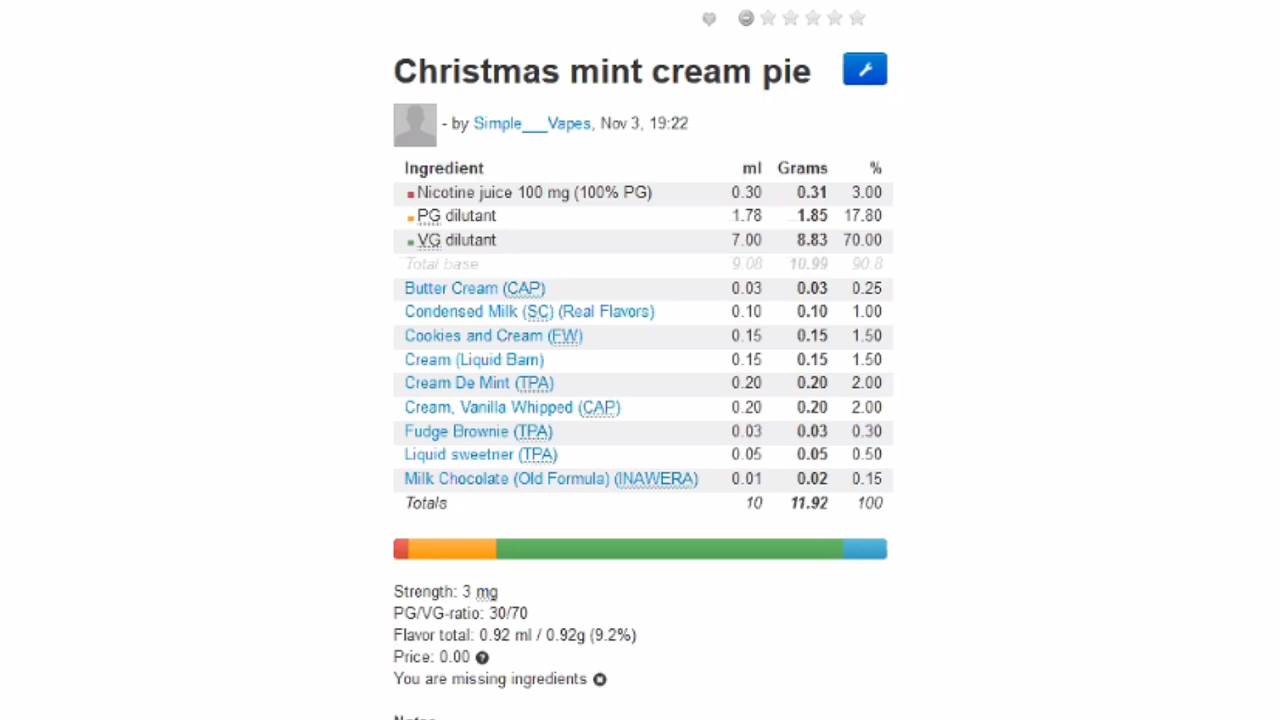 Christmas mint cream pie
- by Simple___Vapes, Nov 3, 19:22
Ingredient ml Grams %
Nicotine juice 100 mg (100% PG) 0.30 0.31 3.00
PG dilutant 1.78 1.85 17.80
VG dilutant 7.00 8.83 70.00
Total base 9.08 10.99 90.8
Butter Cream (CAP) 0.03 0.03 0.25
Condensed Milk (SC) (Real Flavors) 0.10 0.10 1.00
Cookies and Cream (FW) 0.15 0.15 1.50
Cream (Liquid Barn) 0.15 0.15 1.50
Cream De Mint (TPA) 0.20 0.20 2.00
Cream, Vanilla Whipped (CAP) 0.20 0.20 2.00
Fudge Brownie (TPA) 0.03 0.03 0.30
Liquid sweetner (TPA) 0.05 0.05 0.50
Milk Chocolate (Old Formula) (INAWERA) 0.01 0.02 0.15
Totals 10 11.92 100
Strength: 3 mg
PG/VG-ratio: 30/70
Flavor total: 0.92 ml / 0.92g (9.2%)
Price: 0.00
You are missing ingredients